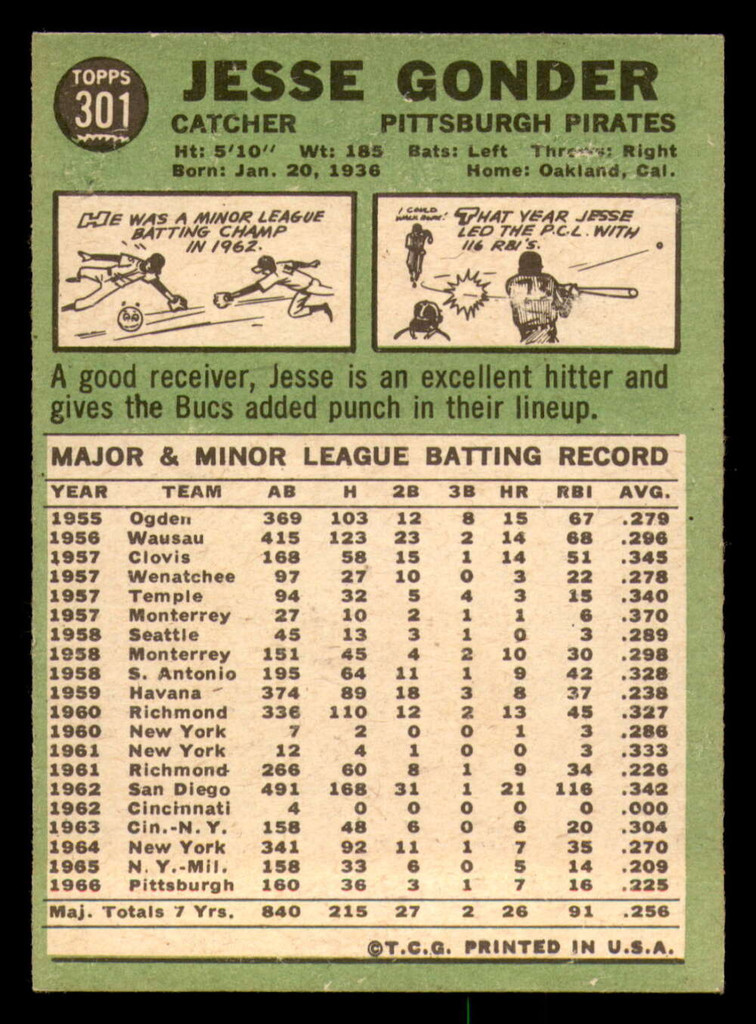 TOPPS
301
JESSE GONDER
CATCHER PITTSBURGH PIRATES
Ht: 5'10" Wt: 185 Bats: Left Throws: Right
Born: Jan. 20, 1936 Home: Oakland, Cal.
HE WAS A MINOR LEAGUE
BATTING CHAMP
IN 1962.
I COULD
WALK HOME!
THAT YEAR JESSE
LED THE P.C.L. WITH
116 RBI'S.
A good receiver, Jesse is an excellent hitter and
gives the Bucs added punch in their lineup.
MAJOR & MINOR LEAGUE BATTING RECORD
YEAR TEAM AB H 2B 3B HR RBI AVG.
1955 Ogden 369 103 12 8 15 67 .279
1956 Wausau 415 123 23 2 14 68 .296
1957 Clovis 168 58 15 1 14 51 .345
1957 Wenatchee 97 27 10 0 3 22 .278
1957 Temple 94 32 5 4 3 15 .340
1957 Monterrey 27 10 2 1 1 6 .370
1958 Seattle 45 13 3 1 0 3 .289
1958 Monterrey 151 45 4 2 10 30 .298
1958 S. Antonio 195 64 11 1 9 42 .328
1959 Havana 374 89 18 3 8 37 .238
1960 Richmond 336 110 12 2 13 45 .327
1960 New York 7 2 0 0 1 3 .286
1961 New York 12 4 1 0 0 3 .333
1961 Richmond 266 60 8 1 9 34 .226
1962 San Diego 491 168 31 1 21 116 .342
1962 Cincinnati 4 0 0 0 0 0 .000
1963 Cin.-N.Y. 158 48 6 0 6 20 .304
1964 New York 341 92 11 1 7 35 .270
1965 N.Y.-Mil. 158 33 6 0 5 14 .209
1966 Pittsburgh 160 36 3 1 7 16 .225
Maj. Totals 7 Yrs. 840 215 27 2 26 91 .256
©T.C.G. PRINTED IN U.S.A.